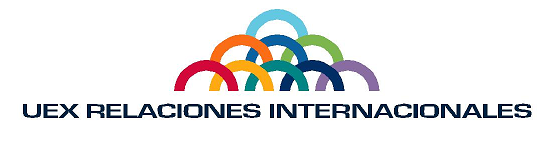 UEX RELACIONES INTERNACIONALES